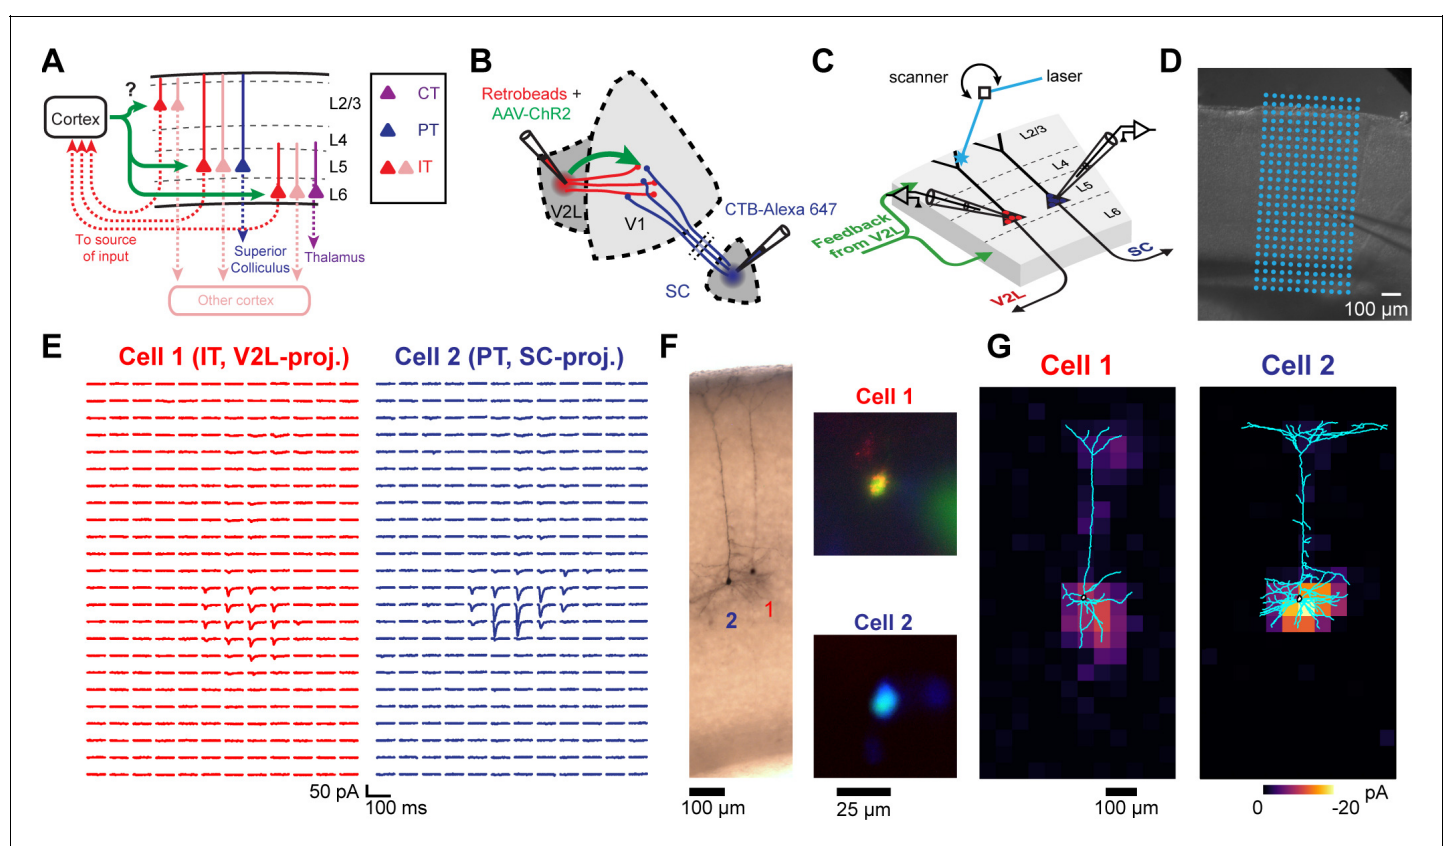 A
Cortex
?
L2/3
L4
L5
L6
CT
PT
IT
To source
of input
Superior
Colliculus
Thalamus
Other cortex
B
Retrobeads +
AAV-ChR2
V2L
V1
CTB-Alexa 647
SC
C
scanner
laser
L2/3
L4
L5
L6
Feedback
from V2L
SC
V2L
D
100 µm
E
Cell 1 (IT, V2L-proj.)
Cell 2 (PT, SC-proj.)
50 pA
100 ms
F
2
1
100 µm
Cell 1
Cell 2
25 µm
G
Cell 1
Cell 2
100 µm
pA
0
-20